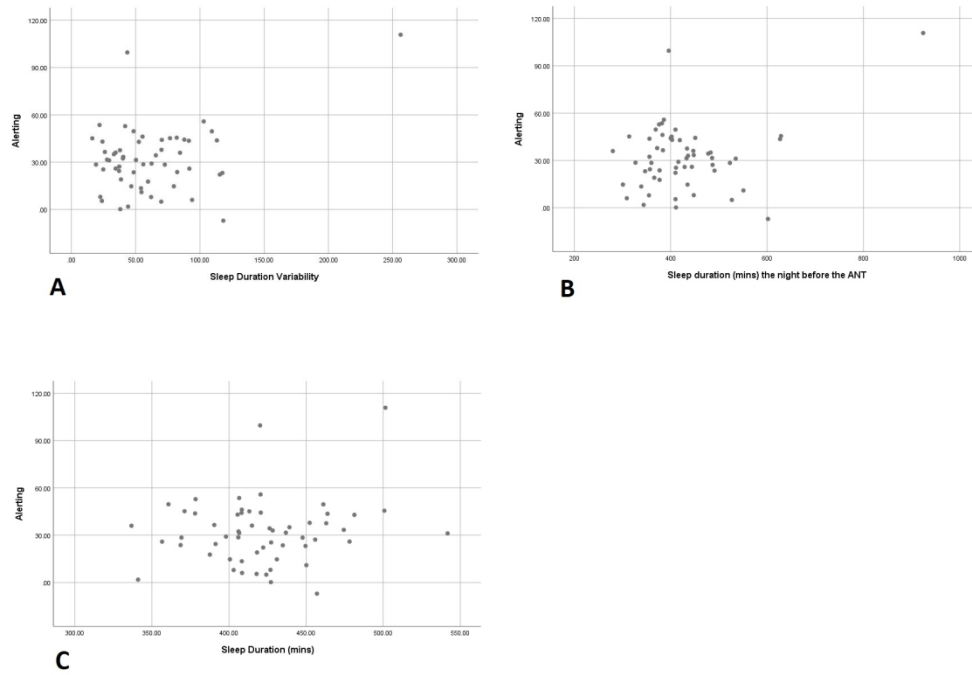 120.00
90.00
60.00
30.00
.00
Alerting
.00 50.00 100.00 150.00 200.00 250.00 300.00
Sleep Duration Variability
A
120.00
90.00
60.00
30.00
.00
Alerting
200 400 600 800 1000
Sleep duration (mins) the night before the ANT
B
120.00
90.00
60.00
30.00
.00
Alerting
300.00 350.00 400.00 450.00 500.00 550.00
Sleep Duration (mins)
C